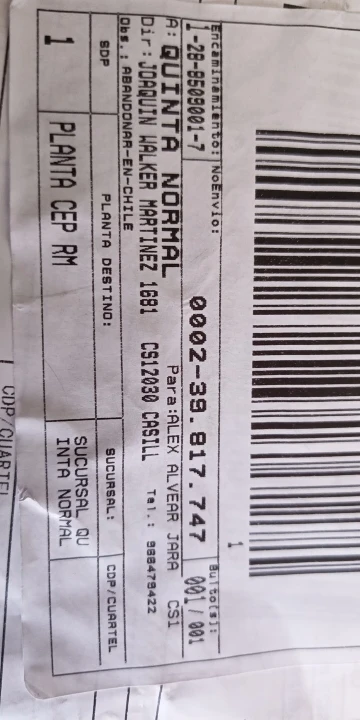 1
Encaminamiento: NoEnvio: Bulto(s):
1-28-8509001-7 0002-39.817.747 001 / 001
A: QUINTA NORMAL Para:ALEX ALVEAR JARA CS1
Dir: JOAQUIN WALKER MARTINEZ 1681 CS12030 CASILL Tel.: 988479422
Obs.: ABANDONAR-EN-CHILE
SDP PLANTA DESTINO: SUCURSAL: CDP/CUARTEL
1 PLANTA CEP RM SUCURSAL QU
INTA NORMAL
CDP/CUARTEL